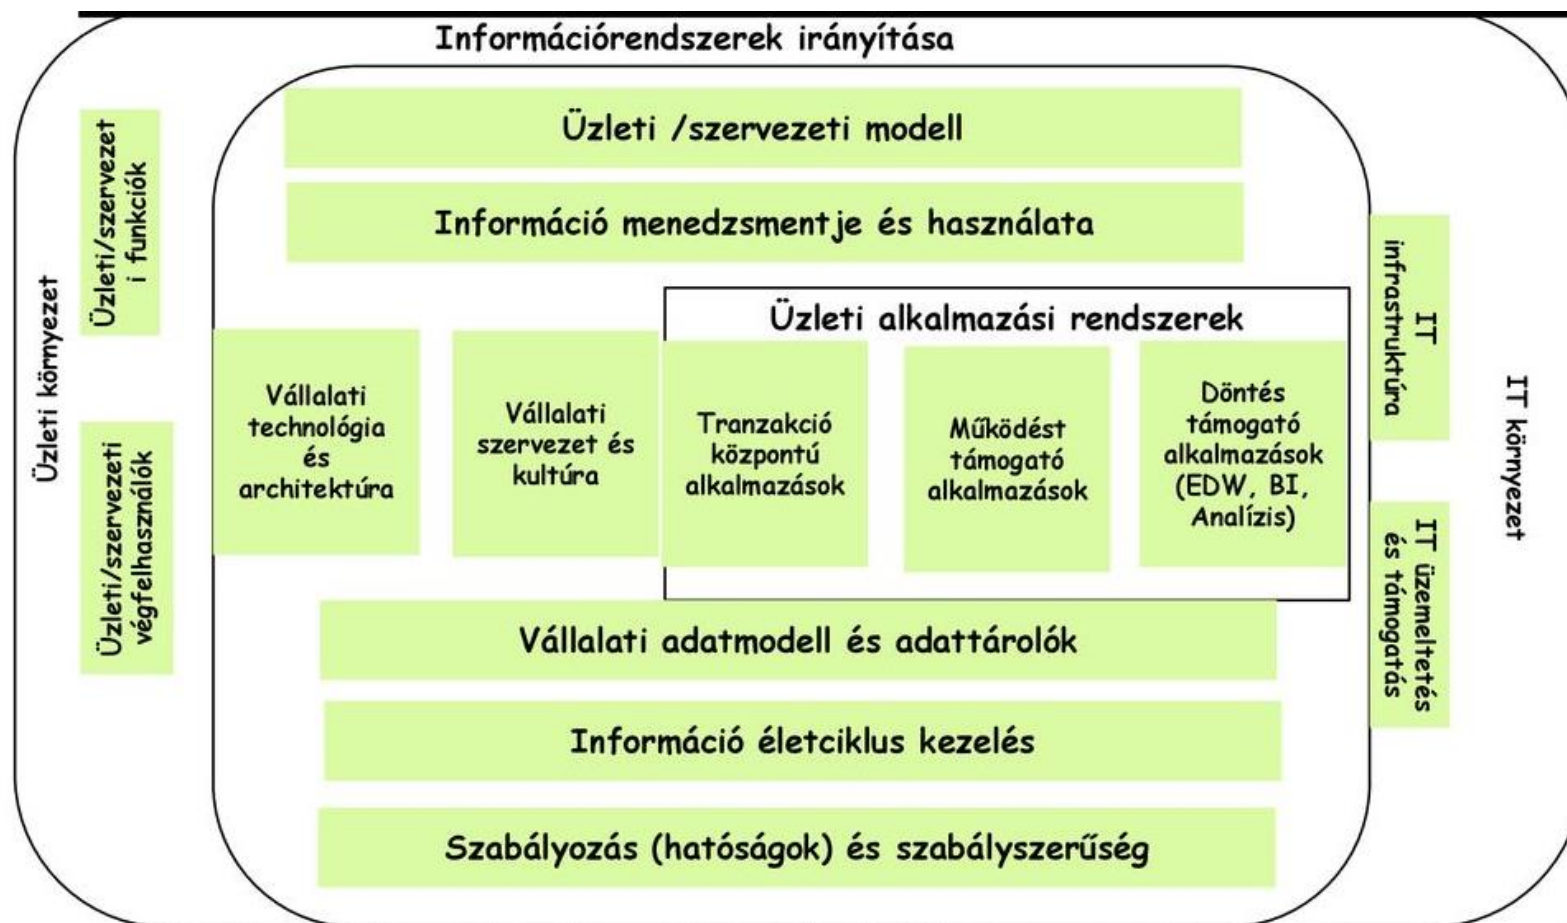 Információrendszerek irányítása
Üzleti /szervezeti modell
Információ menedzsmentje és használata
Üzleti környezet
Üzleti/szervezet
i funkciók
Üzleti/szervezeti
végfelhasználók
Vállalati
technológia
és
architektúra
Vállalati
szervezet és
kultúra
Üzleti alkalmazási rendszerek
Tranzakció
központú
alkalmazások
Működést
támogató
alkalmazások
Döntés
támogató
alkalmazások
(EDW, BI,
Analízis)
IT
infrastruktúra
IT üzemeltetés
és támogatás
IT környezet
Vállalati adatmodell és adattárolók
Információ életciklus kezelés
Szabályozás (hatóságok) és szabályszerűség